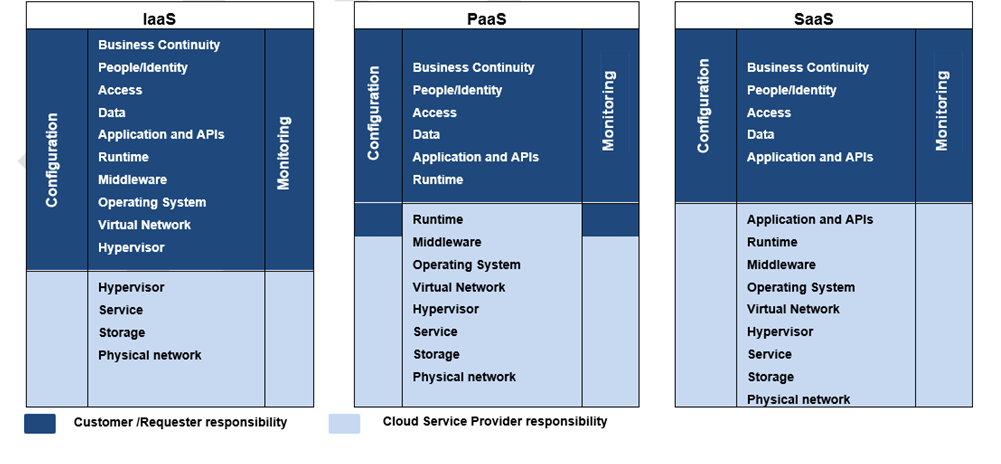 IaaS
Configuration
Business Continuity
People/Identity
Access
Data
Application and APIs
Runtime
Middleware
Operating System
Virtual Network
Hypervisor
Monitoring
Hypervisor
Service
Storage
Physical network
PaaS
Configuration
Business Continuity
People/Identity
Access
Data
Application and APIs
Runtime
Monitoring
Runtime
Middleware
Operating System
Virtual Network
Hypervisor
Service
Storage
Physical network
SaaS
Configuration
Business Continuity
People/Identity
Access
Data
Application and APIs
Monitoring
Application and APIs
Runtime
Middleware
Operating System
Virtual Network
Hypervisor
Service
Storage
Physical network
Customer /Requester responsibility
Cloud Service Provider responsibility